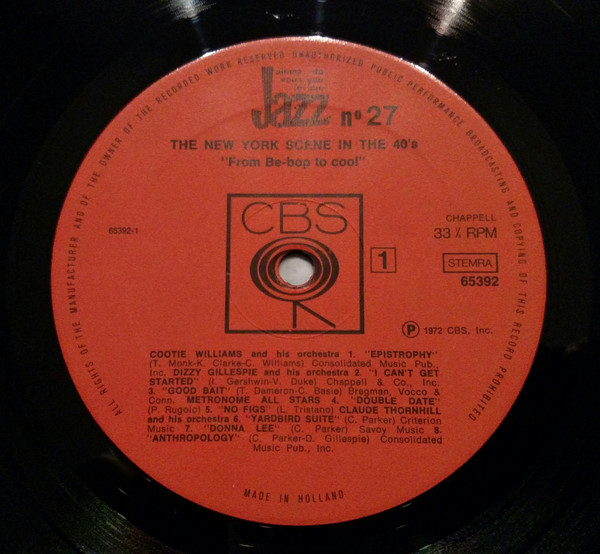 ALL RIGHTS OF THE MANUFACTURER AND OF THE OWNER OF THE RECORDED WORK RESERVED UNAUTHORIZED PUBLIC PERFORMANCE BROADCASTING AND COPYING OF THIS RECORD PROHIBITED
Jazz nº 27
THE NEW YORK SCENE IN THE 40's
"From Be-bop to cool"
CBS
65392-1
1
CHAPPELL
33 ⅓ RPM
STEMRA
65392
Ⓟ 1972 CBS, Inc.
COOTIE WILLIAMS and his orchestra 1. "EPISTROPHY"
(T. Monk-K. Clarke-C. Williams) Consolidated Music Pub.,
Inc. DIZZY GILLESPIE and his orchestra 2. "I CAN'T GET
STARTED" (I. Gershwin-V. Duke) Chappell & Co., Inc.
3. "GOOD BAIT" (T. Dameron-C. Basie) Bregman, Vocco &
Conn. METRONOME ALL STARS 4. "DOUBLE DATE"
(P. Rugolo) 5. "NO FIGS" (L. Tristano) CLAUDE THORNHILL
and his orchestra 6. "YARDBIRD SUITE" (C. Parker) Criterion
Music 7. "DONNA LEE" (C. Parker) Savoy Music 8.
"ANTHROPOLOGY" (C. Parker-D. Gillespie) Consolidated
Music Pub., Inc.
MADE IN HOLLAND